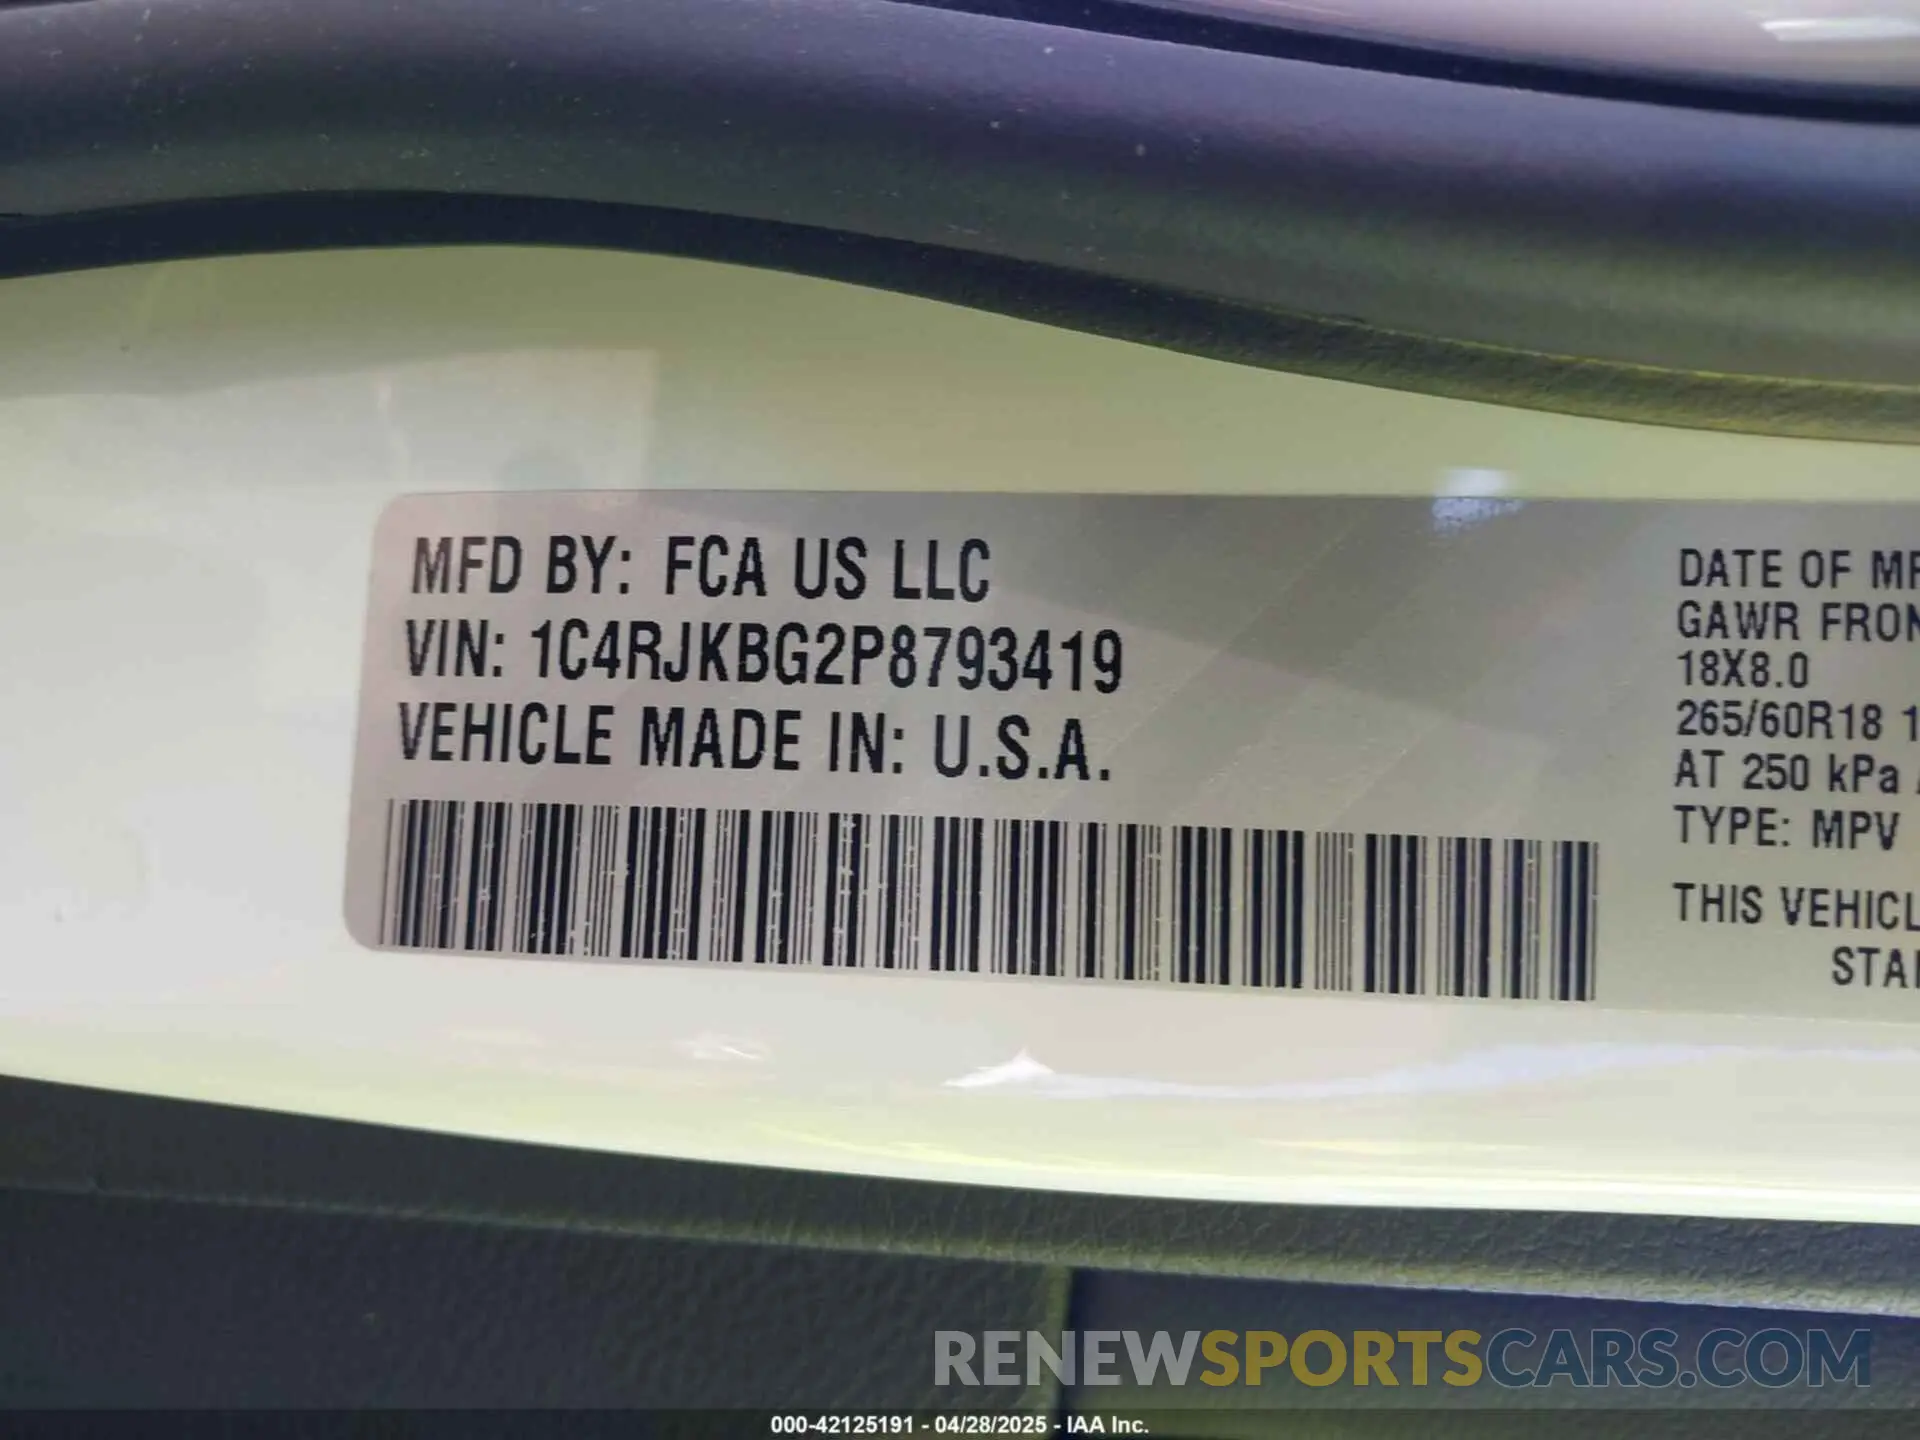 MFD BY: FCA US LLC
VIN: 1C4RJKBG2P8793419
VEHICLE MADE IN: U.S.A.
DATE OF
GAWR
18X8.0
265/60R18
AT 250 kPa
TYPE: MPV
THIS
RENEWSPORTSCARS.COM
000-42125191 - 04/28/2025 - IAA Inc.